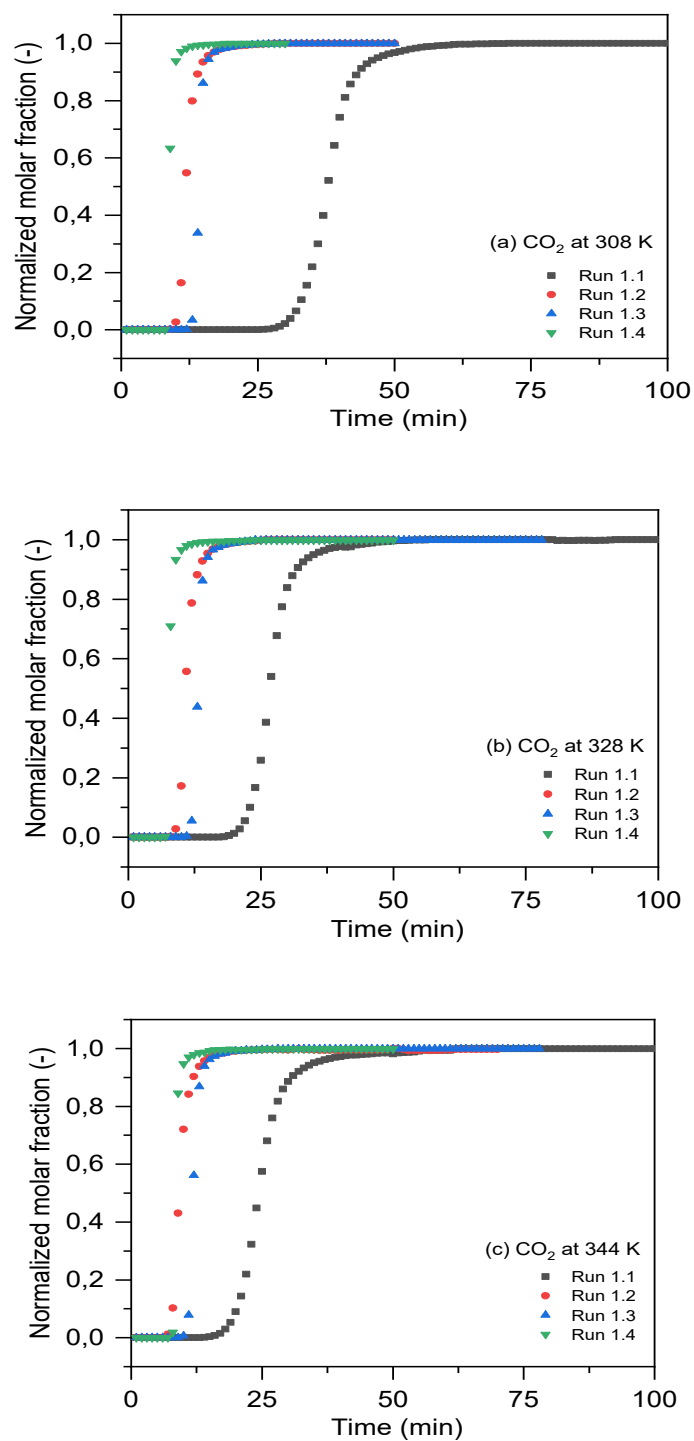 Normalized molar fraction (-)
1,0
0,8
0,6
0,4
0,2
0,0
(a) CO₂ at 308 K
Run 1.1
Run 1.2
Run 1.3
Run 1.4
0 25 50 75 100
Time (min)
Normalized molar fraction (-)
1,0
0,8
0,6
0,4
0,2
0,0
(b) CO₂ at 328 K
Run 1.1
Run 1.2
Run 1.3
Run 1.4
0 25 50 75 100
Time (min)
Normalized molar fraction (-)
1,0
0,8
0,6
0,4
0,2
0,0
(c) CO₂ at 344 K
Run 1.1
Run 1.2
Run 1.3
Run 1.4
0 25 50 75 100
Time (min)